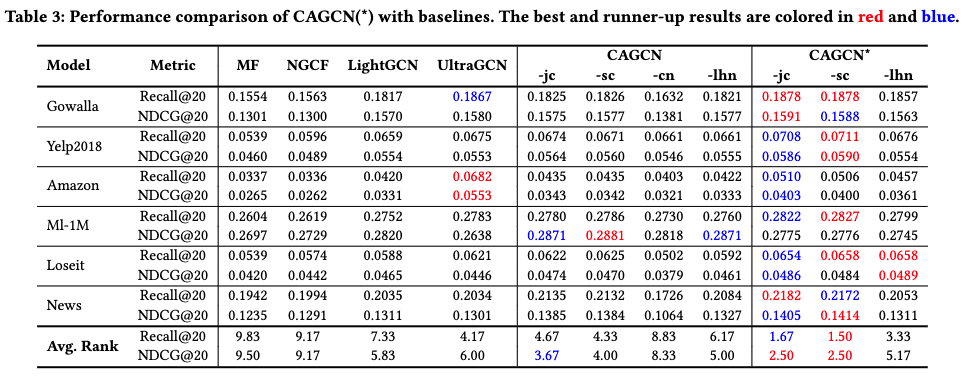 Table 3: Performance comparison of CAGCN(*) with baselines. The best and runner-up results are colored in red and blue.
Model Metric MF NGCF LightGCN UltraGCN CAGCN CAGCN*
-jc -sc -cn -lhn -jc -sc -lhn
Gowalla Recall@20 0.1554 0.1563 0.1817 0.1867 0.1825 0.1826 0.1632 0.1821 0.1878 0.1878 0.1857
NDCG@20 0.1301 0.1300 0.1570 0.1580 0.1575 0.1577 0.1381 0.1577 0.1591 0.1588 0.1563
Yelp2018 Recall@20 0.0539 0.0596 0.0659 0.0675 0.0674 0.0671 0.0661 0.0661 0.0708 0.0711 0.0676
NDCG@20 0.0460 0.0489 0.0554 0.0553 0.0564 0.0560 0.0546 0.0555 0.0586 0.0590 0.0554
Amazon Recall@20 0.0337 0.0336 0.0420 0.0682 0.0435 0.0435 0.0403 0.0422 0.0510 0.0506 0.0457
NDCG@20 0.0265 0.0262 0.0331 0.0553 0.0343 0.0342 0.0321 0.0333 0.0403 0.0400 0.0361
Ml-1M Recall@20 0.2604 0.2619 0.2752 0.2783 0.2780 0.2786 0.2730 0.2760 0.2822 0.2827 0.2799
NDCG@20 0.2697 0.2729 0.2820 0.2638 0.2871 0.2881 0.2818 0.2871 0.2775 0.2776 0.2745
Loseit Recall@20 0.0539 0.0574 0.0588 0.0621 0.0622 0.0625 0.0502 0.0592 0.0654 0.0658 0.0658
NDCG@20 0.0420 0.0442 0.0465 0.0446 0.0474 0.0470 0.0379 0.0461 0.0486 0.0484 0.0489
News Recall@20 0.1942 0.1994 0.2035 0.2034 0.2135 0.2132 0.1726 0.2084 0.2182 0.2172 0.2053
NDCG@20 0.1235 0.1291 0.1311 0.1301 0.1385 0.1384 0.1064 0.1327 0.1405 0.1414 0.1311
Avg. Rank Recall@20 9.83 9.17 7.33 4.17 4.67 4.33 8.83 6.17 1.67 1.50 3.33
NDCG@20 9.50 9.17 5.83 6.00 3.67 4.00 8.33 5.00 2.50 2.50 5.17